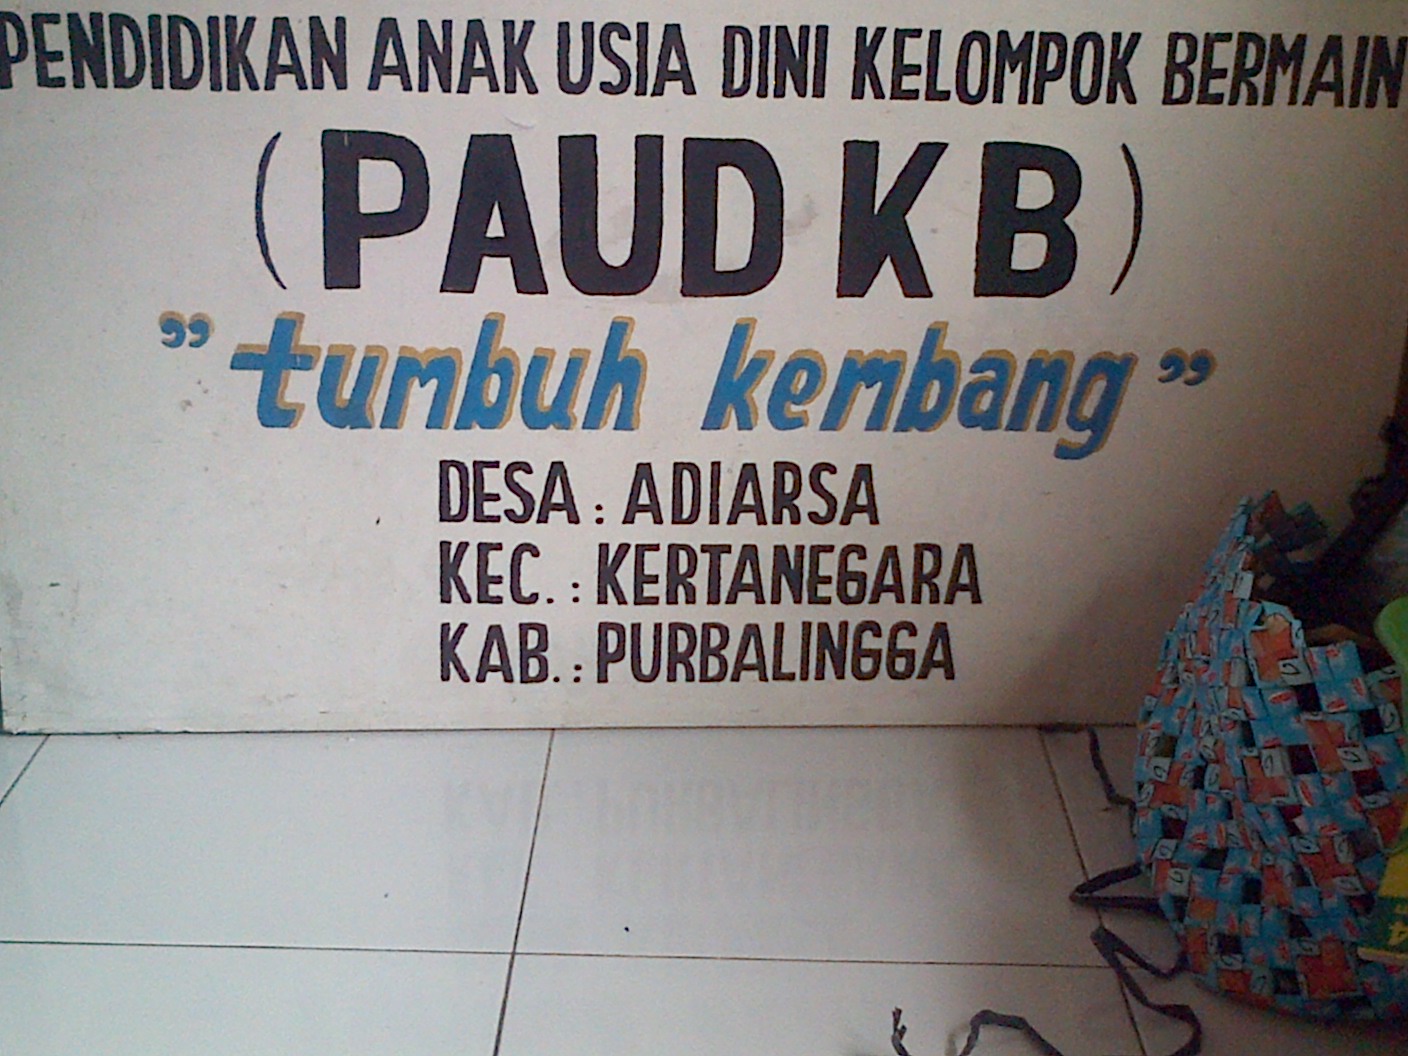 PENDIDIKAN ANAK USIA DINI KELOMPOK BERMAIN
(PAUD KB)
"tumbuh kembang"
DESA : ADIARSA
KEC. : KERTANEGARA
KAB. : PURBALINGGA